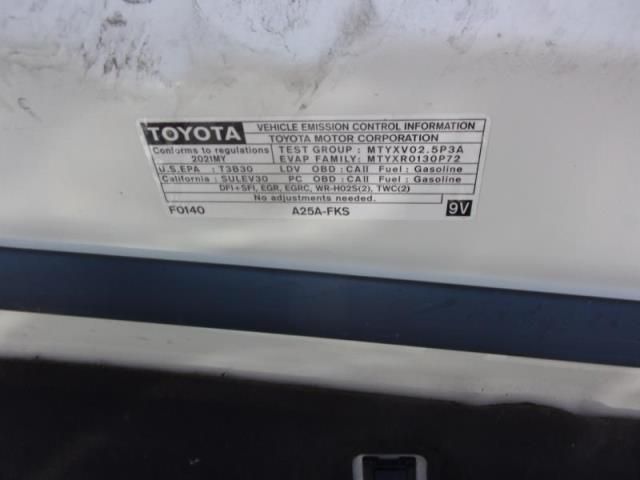 TOYOTA VEHICLE EMISSION CONTROL INFORMATION
TOYOTA MOTOR CORPORATION
Conforms to regulations TEST GROUP : MTYXV02.5P3A
2021MY EVAP FAMILY: MTYXR0130P72
U.S.EPA : T3B30 LDV OBD : CAII Fuel : Gasoline
California : SULEV30 PC OBD : CAII Fuel : Gasoline
DFI+SFI, EGR, EGRC, WR-HO2S(2), TWC(2)
No adjustments needed.
F0140 A25A-FKS 9V